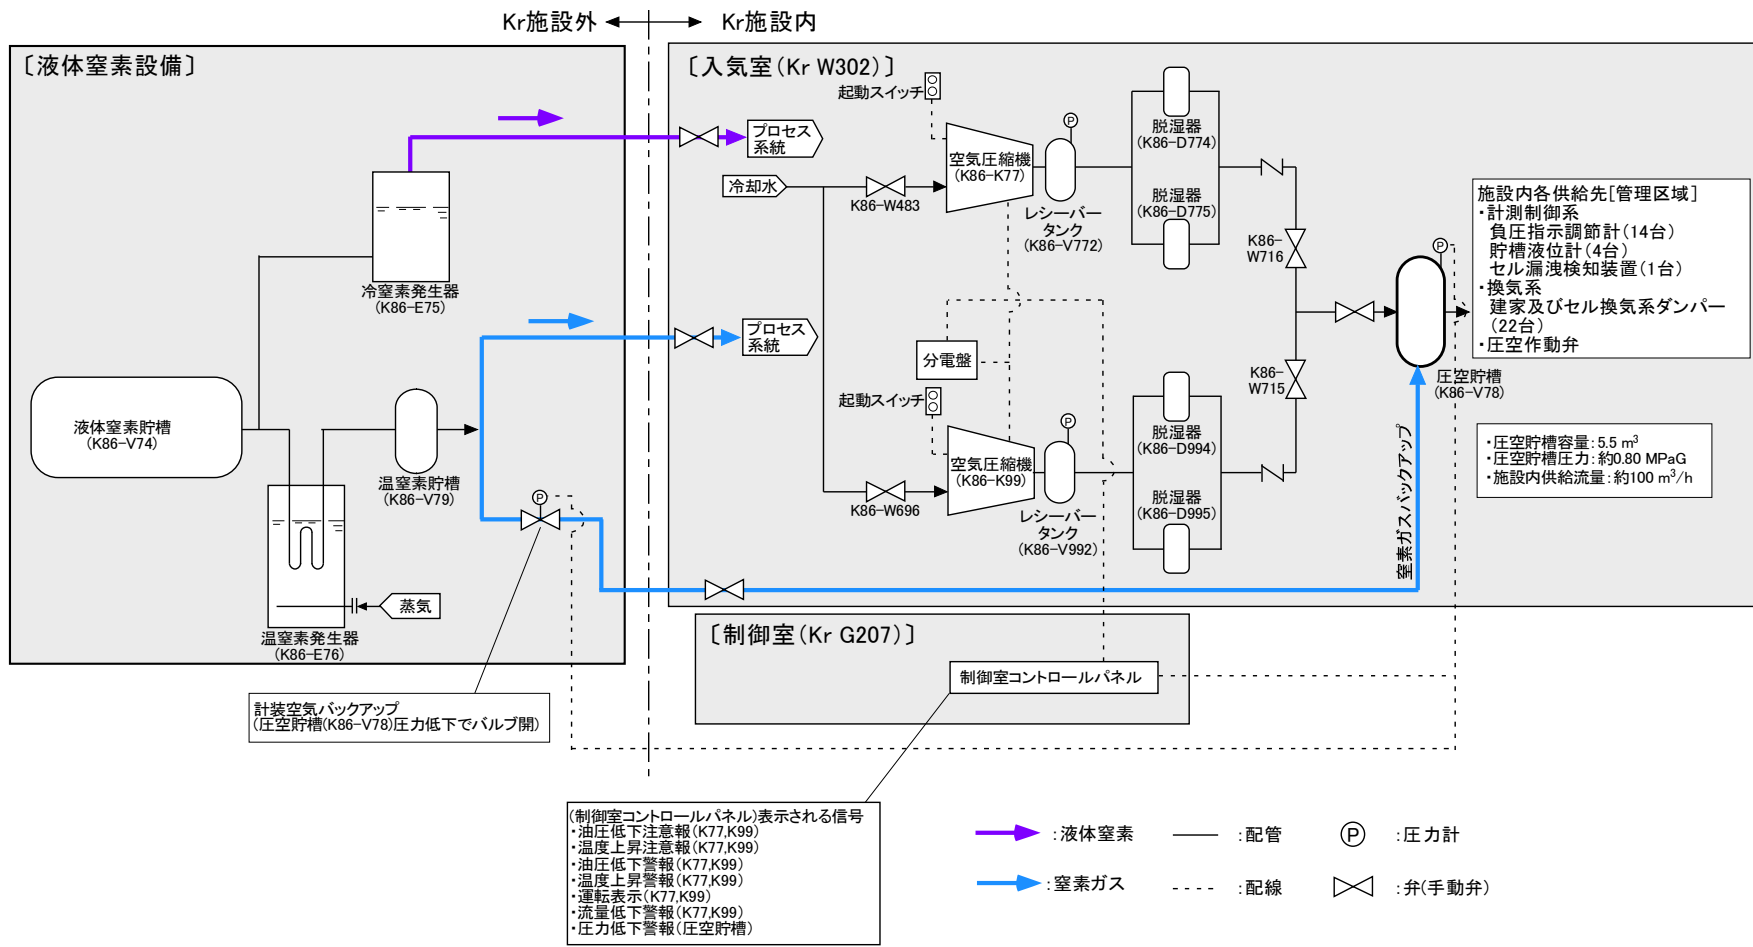 Kr施設外
Kr施設内
〔液体窒素設備〕
冷窒素発生器
(K86-E75)
液体窒素貯槽
(K86-V74)
温窒素貯槽
(K86-V79)
P
蒸気
温窒素発生器
(K86-E76)
計装空気バックアップ
(圧空貯槽(K86-V78)圧力低下でバルブ開)
〔入気室(Kr W302)〕
プロセス
系統
プロセス
系統
起動スイッチ
冷却水
K86-W483
空気圧縮機
(K86-K77)
P
レシーバー
タンク
(K86-V772)
脱湿器
(K86-D774)
脱湿器
(K86-D775)
K86-
W716
分電盤
起動スイッチ
K86-W696
空気圧縮機
(K86-K99)
P
レシーバー
タンク
(K86-V992)
脱湿器
(K86-D994)
脱湿器
(K86-D995)
K86-
W715
P
圧空貯槽
(K86-V78)
窒素ガスバックアップ
施設内各供給先[管理区域]
・計測制御系
負圧指示調節計(14台)
貯槽液位計(4台)
セル漏洩検知装置(1台)
・換気系
建家及びセル換気系ダンパー
(22台)
・圧空作動弁
・圧空貯槽容量:5.5 m³
・圧空貯槽圧力:約0.80 MPaG
・施設内供給流量:約100 m³/h
〔制御室(Kr G207)〕
制御室コントロールパネル
(制御室コントロールパネル)表示される信号
・油圧低下注意報(K77,K99)
・温度上昇注意報(K77,K99)
・油圧低下警報(K77,K99)
・温度上昇警報(K77,K99)
・運転表示(K77,K99)
・流量低下警報(K77,K99)
・圧力低下警報(圧空貯槽)
:液体窒素
:配管
P
:圧力計
:窒素ガス
:配線
:弁(手動弁)